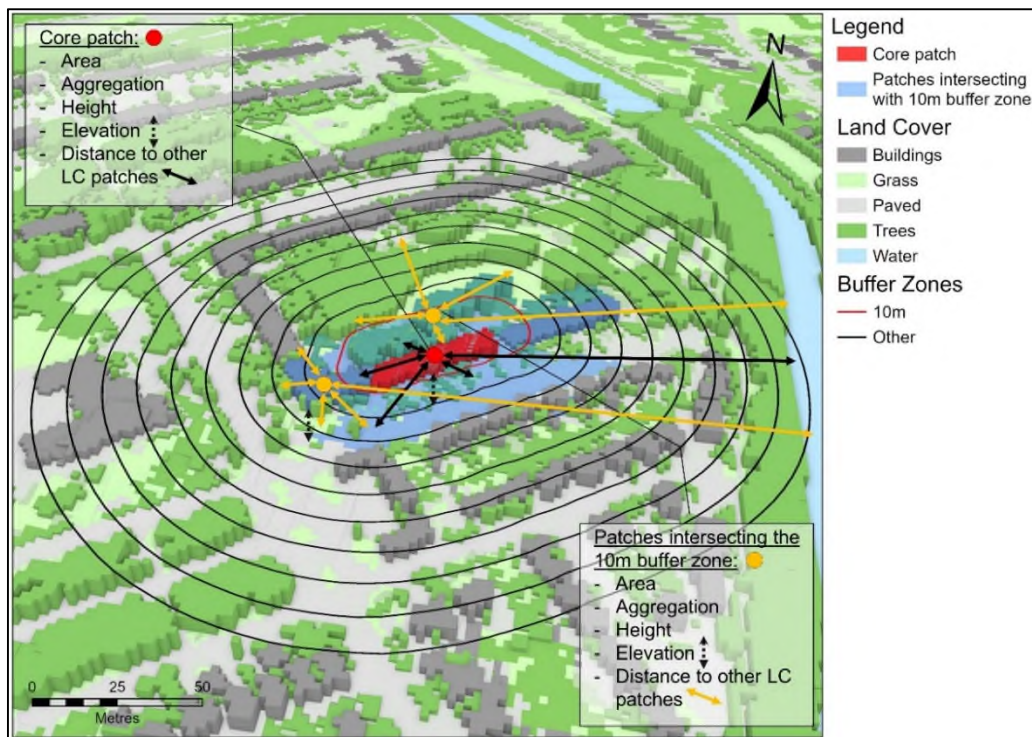 Core patch:
- Area
- Aggregation
- Height
- Elevation
- Distance to other
LC patches
N
Legend
Core patch
Patches intersecting
with 10m buffer zone
Land Cover
Buildings
Grass
Paved
Trees
Water
Buffer Zones
10m
Other
Patches intersecting the
10m buffer zone:
- Area
- Aggregation
- Height
- Elevation
- Distance to other LC
patches
0 25 50
Metres